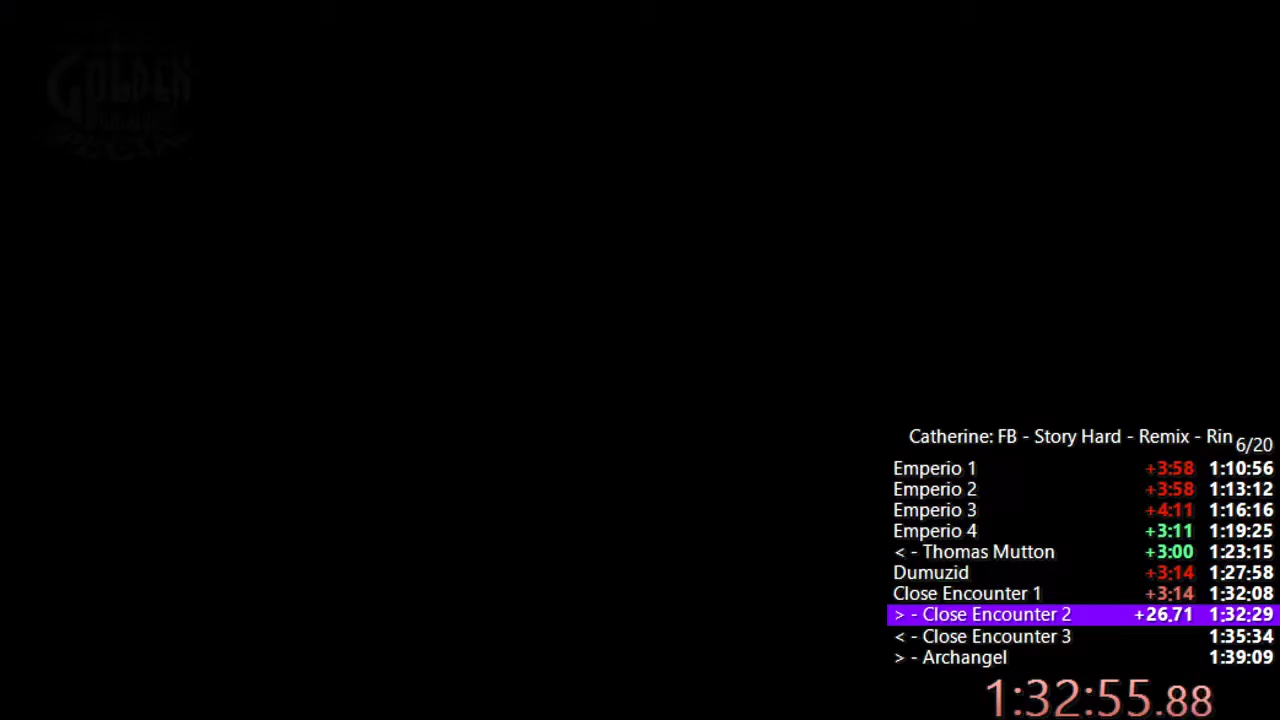 GOLDEN
Catherine: FB - Story Hard - Remix - Rin 6/20
Emperio 1 +3:58 1:10:56
Emperio 2 +3:58 1:13:12
Emperio 3 +4:11 1:16:16
Emperio 4 +3:11 1:19:25
< - Thomas Mutton +3:00 1:23:15
Dumuzid +3:14 1:27:58
Close Encounter 1 +3:14 1:32:08
> - Close Encounter 2 +26.71 1:32:29
< - Close Encounter 3 1:35:34
> - Archangel 1:39:09
1:32:55.88